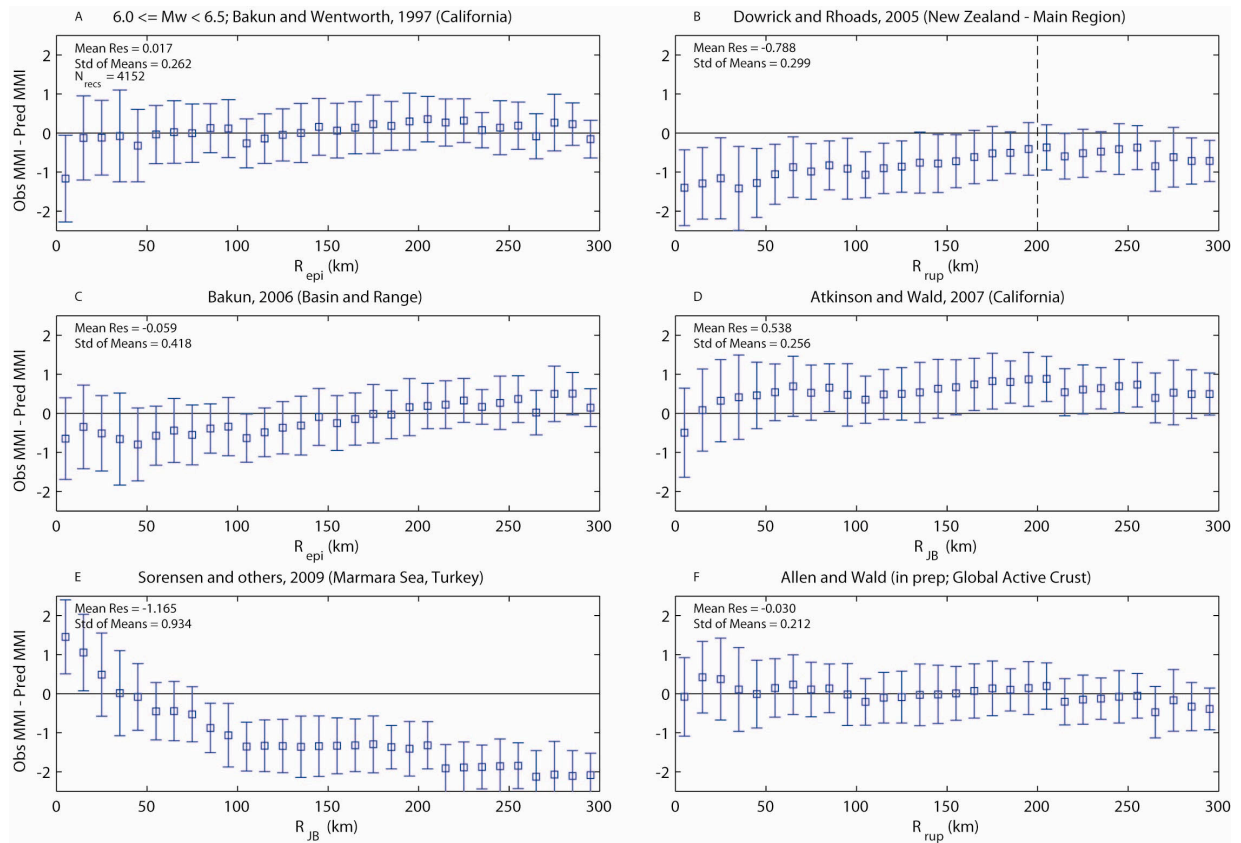 A 6.0 <= Mw < 6.5; Bakun and Wentworth, 1997 (California)
Mean Res = 0.017
Std of Means = 0.262
N_recs = 4152
2
1
0
-1
-2
Obs MMI - Pred MMI
0 50 100 150 200 250 300
R_epi (km)
B Dowrick and Rhoads, 2005 (New Zealand - Main Region)
Mean Res = -0.788
Std of Means = 0.299
2
1
0
-1
-2
0 50 100 150 200 250 300
R_rup (km)
C Bakun, 2006 (Basin and Range)
Mean Res = -0.059
Std of Means = 0.418
2
1
0
-1
-2
Obs MMI - Pred MMI
0 50 100 150 200 250 300
R_epi (km)
D Atkinson and Wald, 2007 (California)
Mean Res = 0.538
Std of Means = 0.256
2
1
0
-1
-2
0 50 100 150 200 250 300
R_JB (km)
E Sorensen and others, 2009 (Marmara Sea, Turkey)
Mean Res = -1.165
Std of Means = 0.934
2
1
0
-1
-2
Obs MMI - Pred MMI
0 50 100 150 200 250 300
R_JB (km)
F Allen and Wald (in prep; Global Active Crust)
Mean Res = -0.030
Std of Means = 0.212
2
1
0
-1
-2
0 50 100 150 200 250 300
R_rup (km)